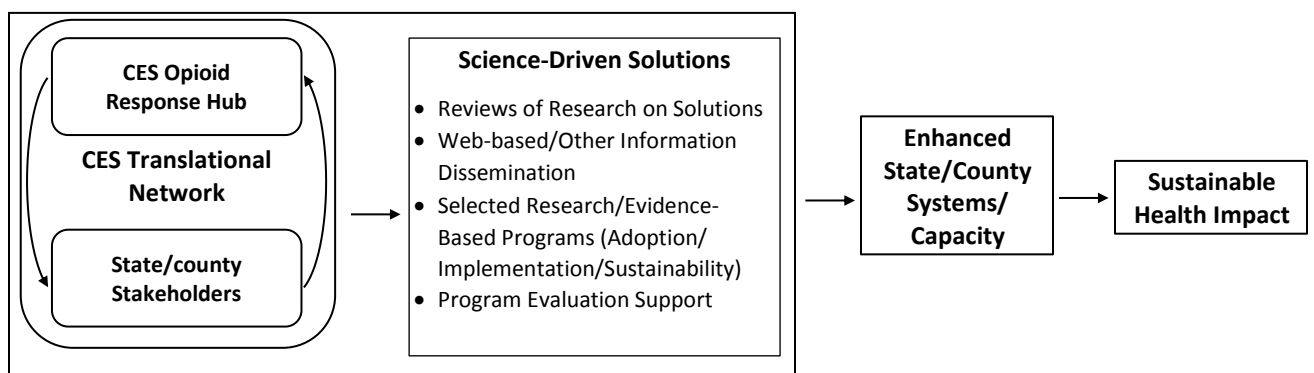 CES Opioid
Response Hub
CES Translational
Network
State/county
Stakeholders
Science-Driven Solutions
• Reviews of Research on Solutions
• Web-based/Other Information
Dissemination
• Selected Research/Evidence-
Based Programs (Adoption/
Implementation/Sustainability)
• Program Evaluation Support
Enhanced
State/County
Systems/
Capacity
Sustainable
Health Impact